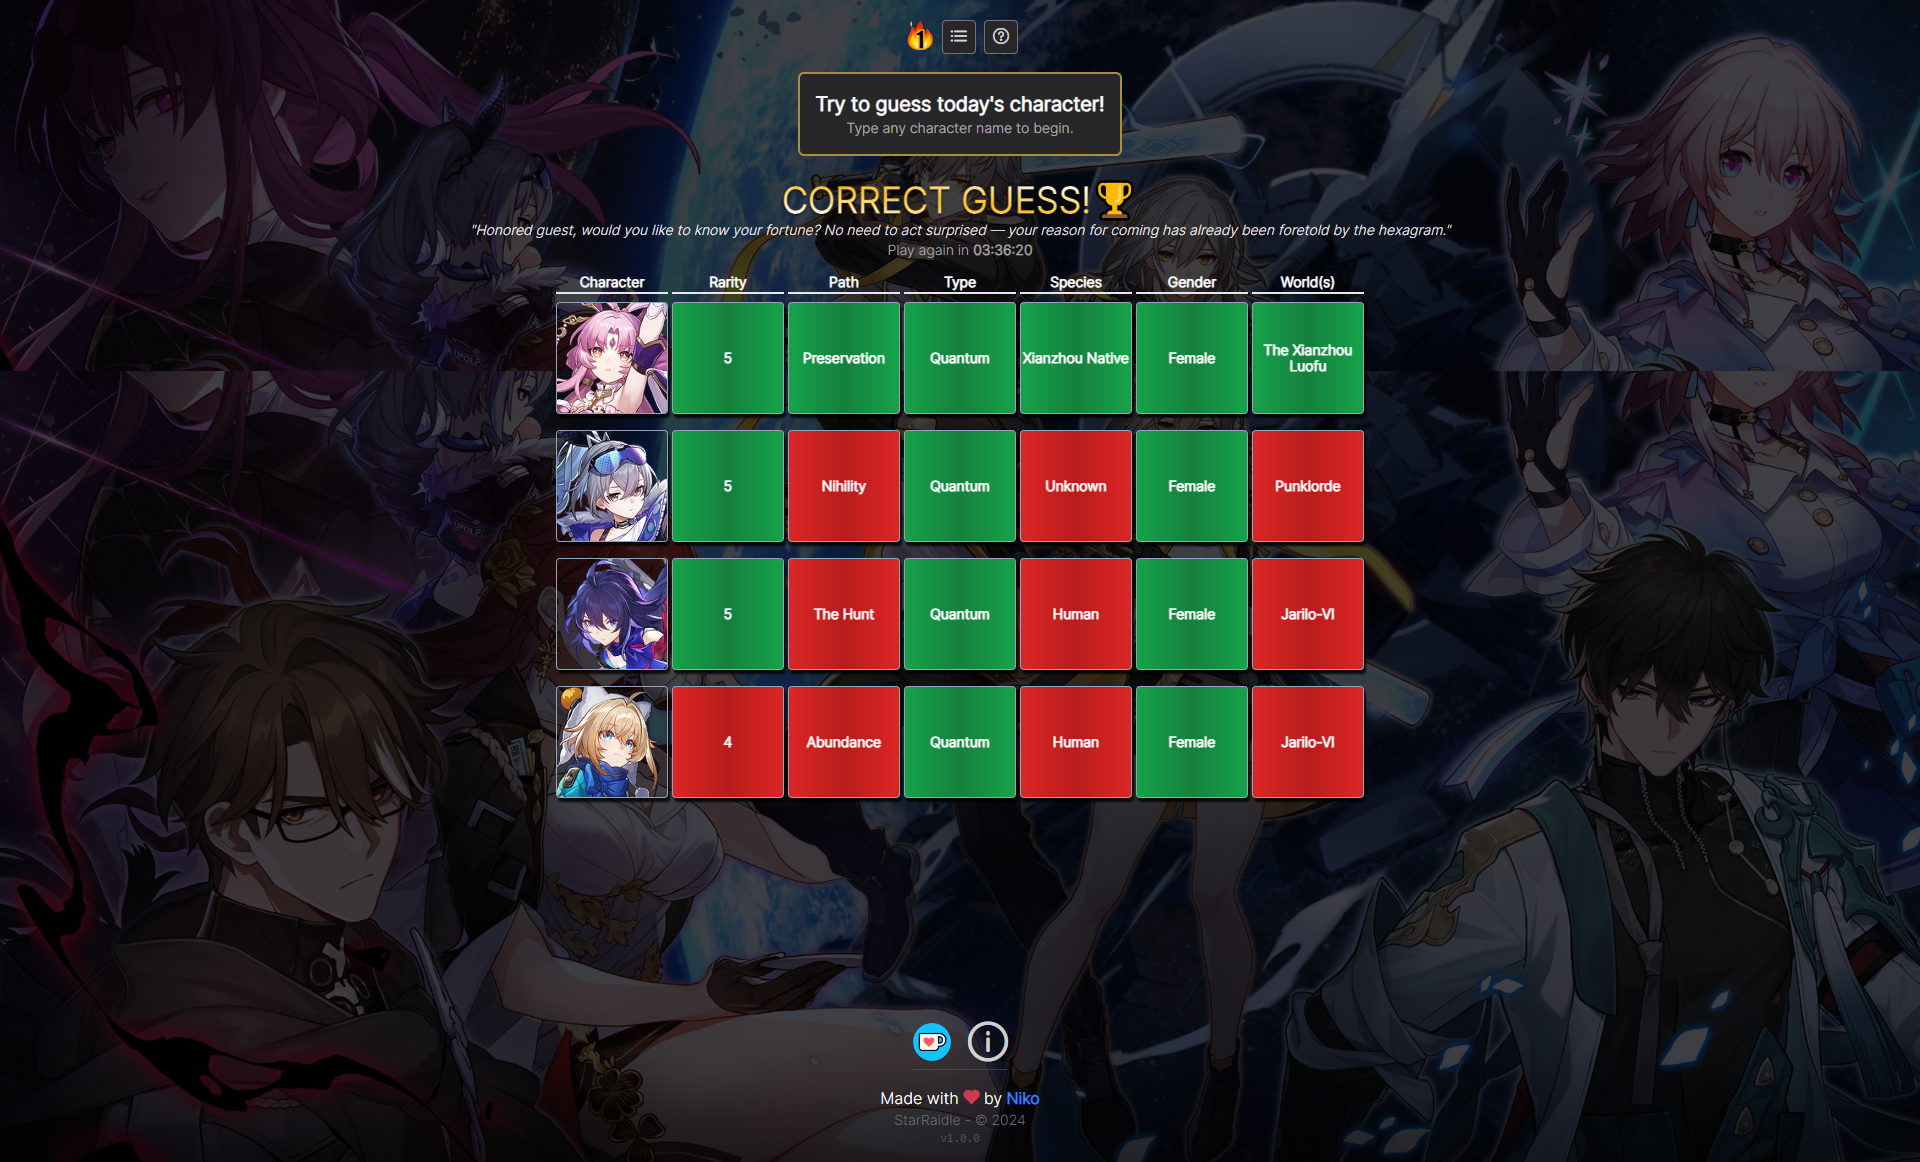 1
Try to guess today's character!
Type any character name to begin.
CORRECT GUESS!
"Honored guest, would you like to know your fortune? No need to act surprised — your reason for coming has already been foretold by the hexagram."
Play again in 03:36:20
Character Rarity Path Type Species Gender World(s)
5 Preservation Quantum Xianzhou Native Female The Xianzhou
Luofu
5 Nihility Quantum Unknown Female Punklorde
5 The Hunt Quantum Human Female Jarilo-VI
4 Abundance Quantum Human Female Jarilo-VI
Made with ❤ by Niko
StarRaidle - © 2024
v1.0.0